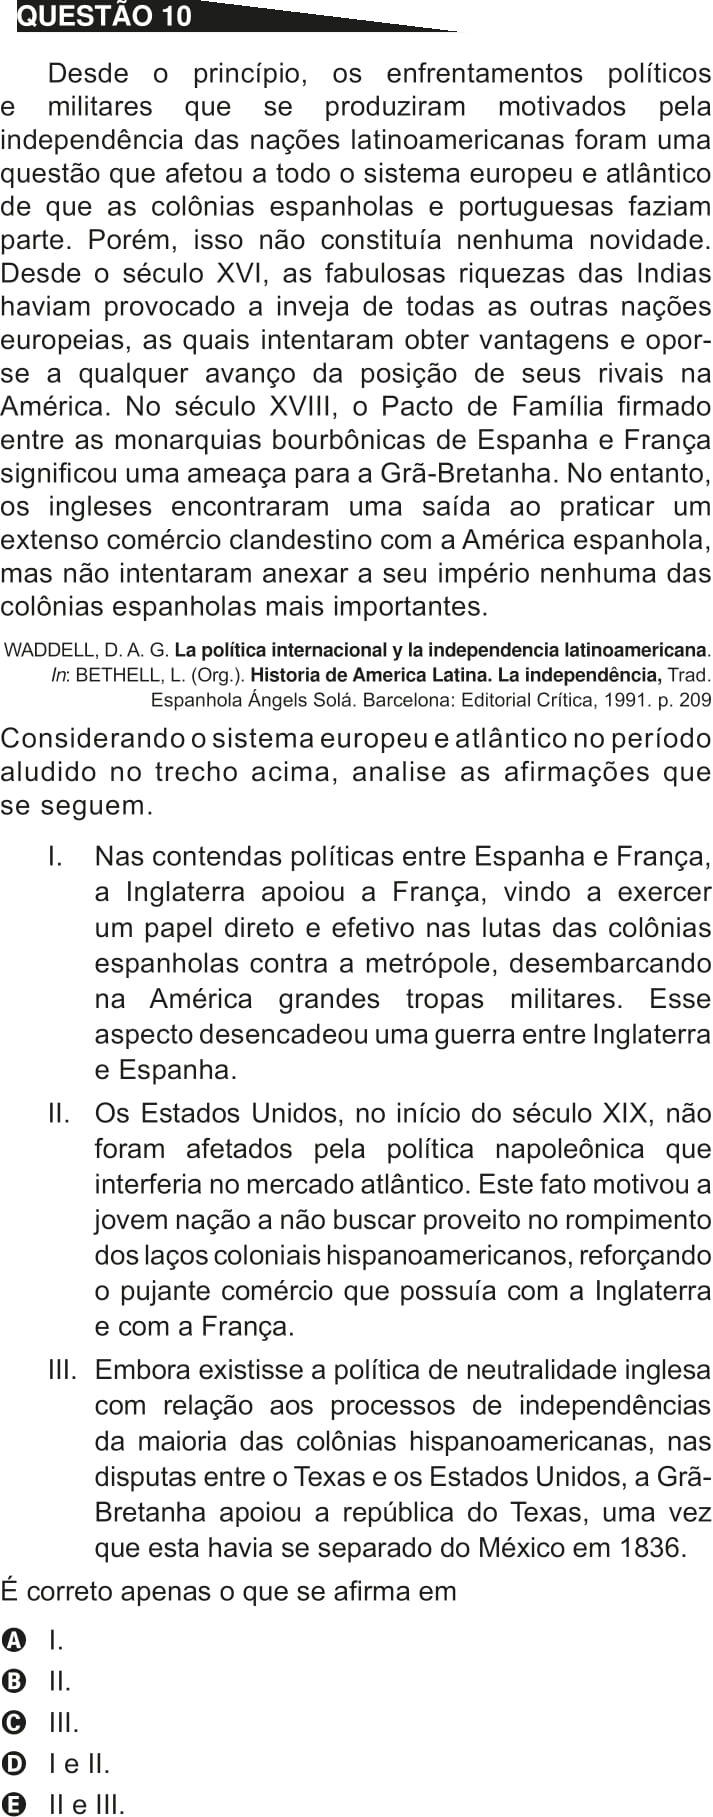 QUESTÃO 10
Desde o princípio, os enfrentamentos políticos
e militares que se produziram motivados pela
independência das nações latinoamericanas foram uma
questão que afetou a todo o sistema europeu e atlântico
de que as colônias espanholas e portuguesas faziam
parte. Porém, isso não constituía nenhuma novidade.
Desde o século XVI, as fabulosas riquezas das Indias
haviam provocado a inveja de todas as outras nações
europeias, as quais intentaram obter vantagens e opor-
se a qualquer avanço da posição de seus rivais na
América. No século XVIII, o Pacto de Família firmado
entre as monarquias bourbônicas de Espanha e França
significou uma ameaça para a Grã-Bretanha. No entanto,
os ingleses encontraram uma saída ao praticar um
extenso comércio clandestino com a América espanhola,
mas não intentaram anexar a seu império nenhuma das
colônias espanholas mais importantes.
WADDELL, D. A. G. La política internacional y la independencia latinoamericana.
In: BETHELL, L. (Org.). Historia de America Latina. La independência, Trad.
Espanhola Ángels Solá. Barcelona: Editorial Crítica, 1991. p. 209
Considerando o sistema europeu e atlântico no período
aludido no trecho acima, analise as afirmações que
se seguem.
I. Nas contendas políticas entre Espanha e França,
a Inglaterra apoiou a França, vindo a exercer
um papel direto e efetivo nas lutas das colônias
espanholas contra a metrópole, desembarcando
na América grandes tropas militares. Esse
aspecto desencadeou uma guerra entre Inglaterra
e Espanha.
II. Os Estados Unidos, no início do século XIX, não
foram afetados pela política napoleônica que
interferia no mercado atlântico. Este fato motivou a
jovem nação a não buscar proveito no rompimento
dos laços coloniais hispanoamericanos, reforçando
o pujante comércio que possuía com a Inglaterra
e com a França.
III. Embora existisse a política de neutralidade inglesa
com relação aos processos de independências
da maioria das colônias hispanoamericanas, nas
disputas entre o Texas e os Estados Unidos, a Grã-
Bretanha apoiou a república do Texas, uma vez
que esta havia se separado do México em 1836.
É correto apenas o que se afirma em
A I.
B II.
C III.
D I e II.
E II e III.